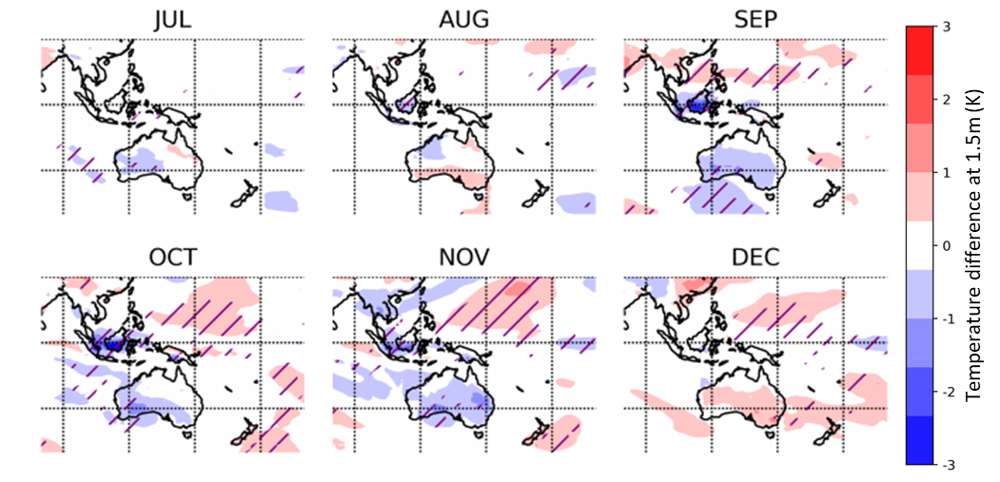 JUL
AUG
SEP
OCT
NOV
DEC
3
2
1
0
-1
-2
-3
Temperature difference at 1.5m (K)